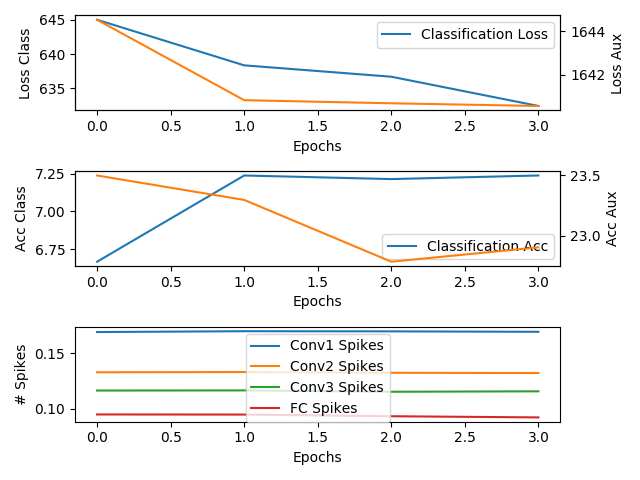 645
640
635
Loss Class
Classification Loss
1644
1642
Loss Aux
0.0 0.5 1.0 1.5 2.0 2.5 3.0
Epochs
7.25
7.00
6.75
Acc Class
Classification Acc
23.5
23.0
Acc Aux
0.0 0.5 1.0 1.5 2.0 2.5 3.0
Epochs
0.15
0.10
# Spikes
Conv1 Spikes
Conv2 Spikes
Conv3 Spikes
FC Spikes
0.0 0.5 1.0 1.5 2.0 2.5 3.0
Epochs